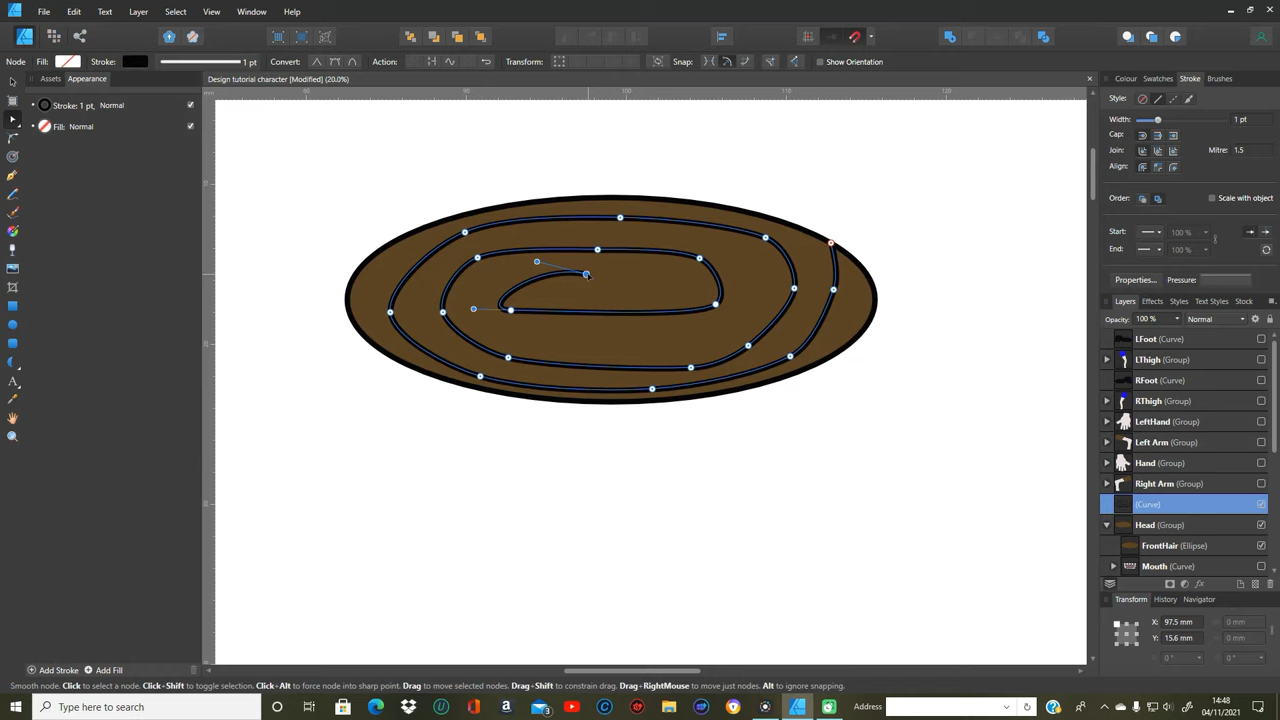 File Edit Text Layer Select View Window Help
Node Fill: Stroke: 1 pt Convert: Action: Transform: Snap: Show Orientation
Assets Appearance
Design tutorial character [Modified] (20.0%)
Colour Swatches Stroke Brushes
mm 80 90 100 110 120
Stroke: 1 pt, Normal
Fill: Normal
Style:
Width: 1 pt
Cap:
Join: Mitre: 1.5
Align:
Order: Scale with object
Start: 100 %
End: 100 %
Properties... Pressure:
Layers Effects Styles Text Styles Stock
Opacity: 100 % Normal
LFoot (Curve)
LThigh (Group)
RFoot (Curve)
RThigh (Group)
LeftHand (Group)
Left Arm (Group)
Hand (Group)
Right Arm (Group)
(Curve)
Head (Group)
FrontHair (Ellipse)
Mouth (Curve)
Transform History Navigator
X: 97.5 mm 0 mm
Y: 15.6 mm 0 mm
0 ° 0 °
Add Stroke Add Fill
Smooth node. Click to select a node. Click+Shift to toggle selection. Click+Alt to force node into sharp point. Drag to move selected nodes. Drag+Shift to constrain drag. Drag+RightMouse to move just nodes. Alt to ignore snapping.
Type here to search
Address
14:48
04/11/2021